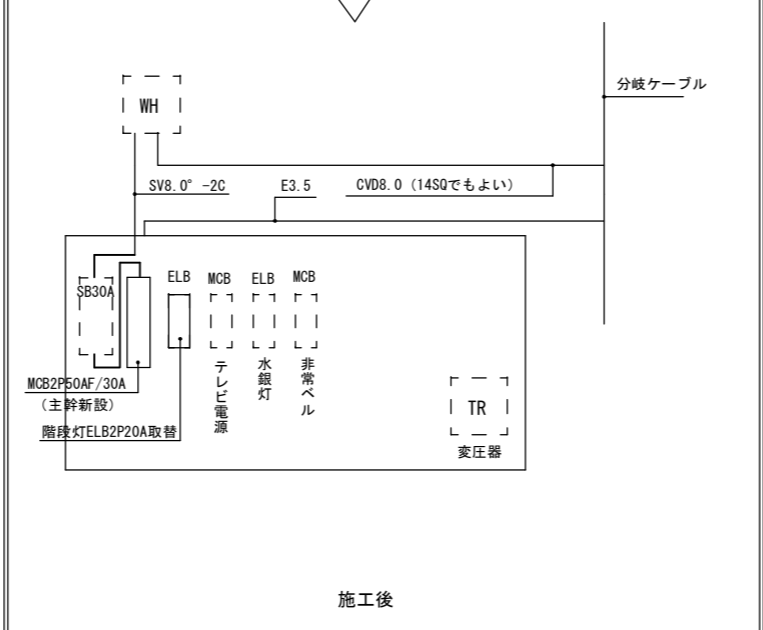 分岐ケーブル
WH
SV8.0°-2C
E3.5
CVD8.0 (14SQでもよい)
ELB
MCB
ELB
MCB
SB30A
テレビ電源
水銀灯
非常ベル
MCB2P50AF/30A
(主幹新設)
階段灯ELB2P20A取替
TR
変圧器
施工後